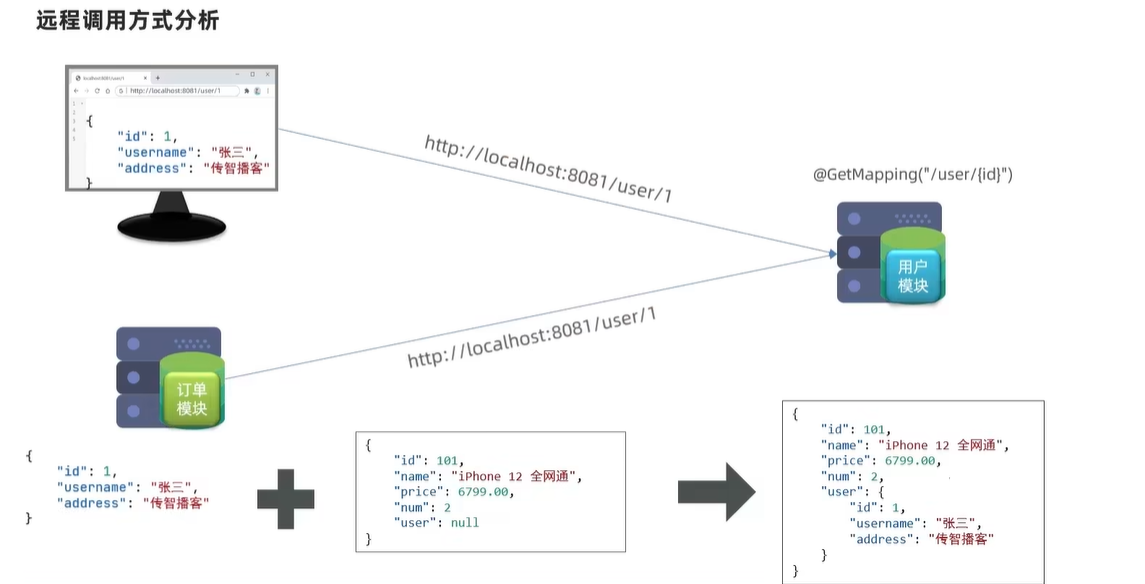 远程调用方式分析
localhost:8081/user/1
http://localhost:8081/user/1
{
"id": 1,
"username": "张三",
"address": "传智播客"
}
http://localhost:8081/user/1
@GetMapping("/user/{id}")
用户
模块
http://localhost:8081/user/1
订单
模块
{
"id": 1,
"username": "张三",
"address": "传智播客"
}
{
"id": 101,
"name": "iPhone 12 全网通",
"price": 6799.00,
"num": 2
"user": null
}
{
"id": 101,
"name": "iPhone 12 全网通",
"price": 6799.00,
"num": 2,
"user": {
"id": 1,
"username": "张三",
"address": "传智播客"
}
}